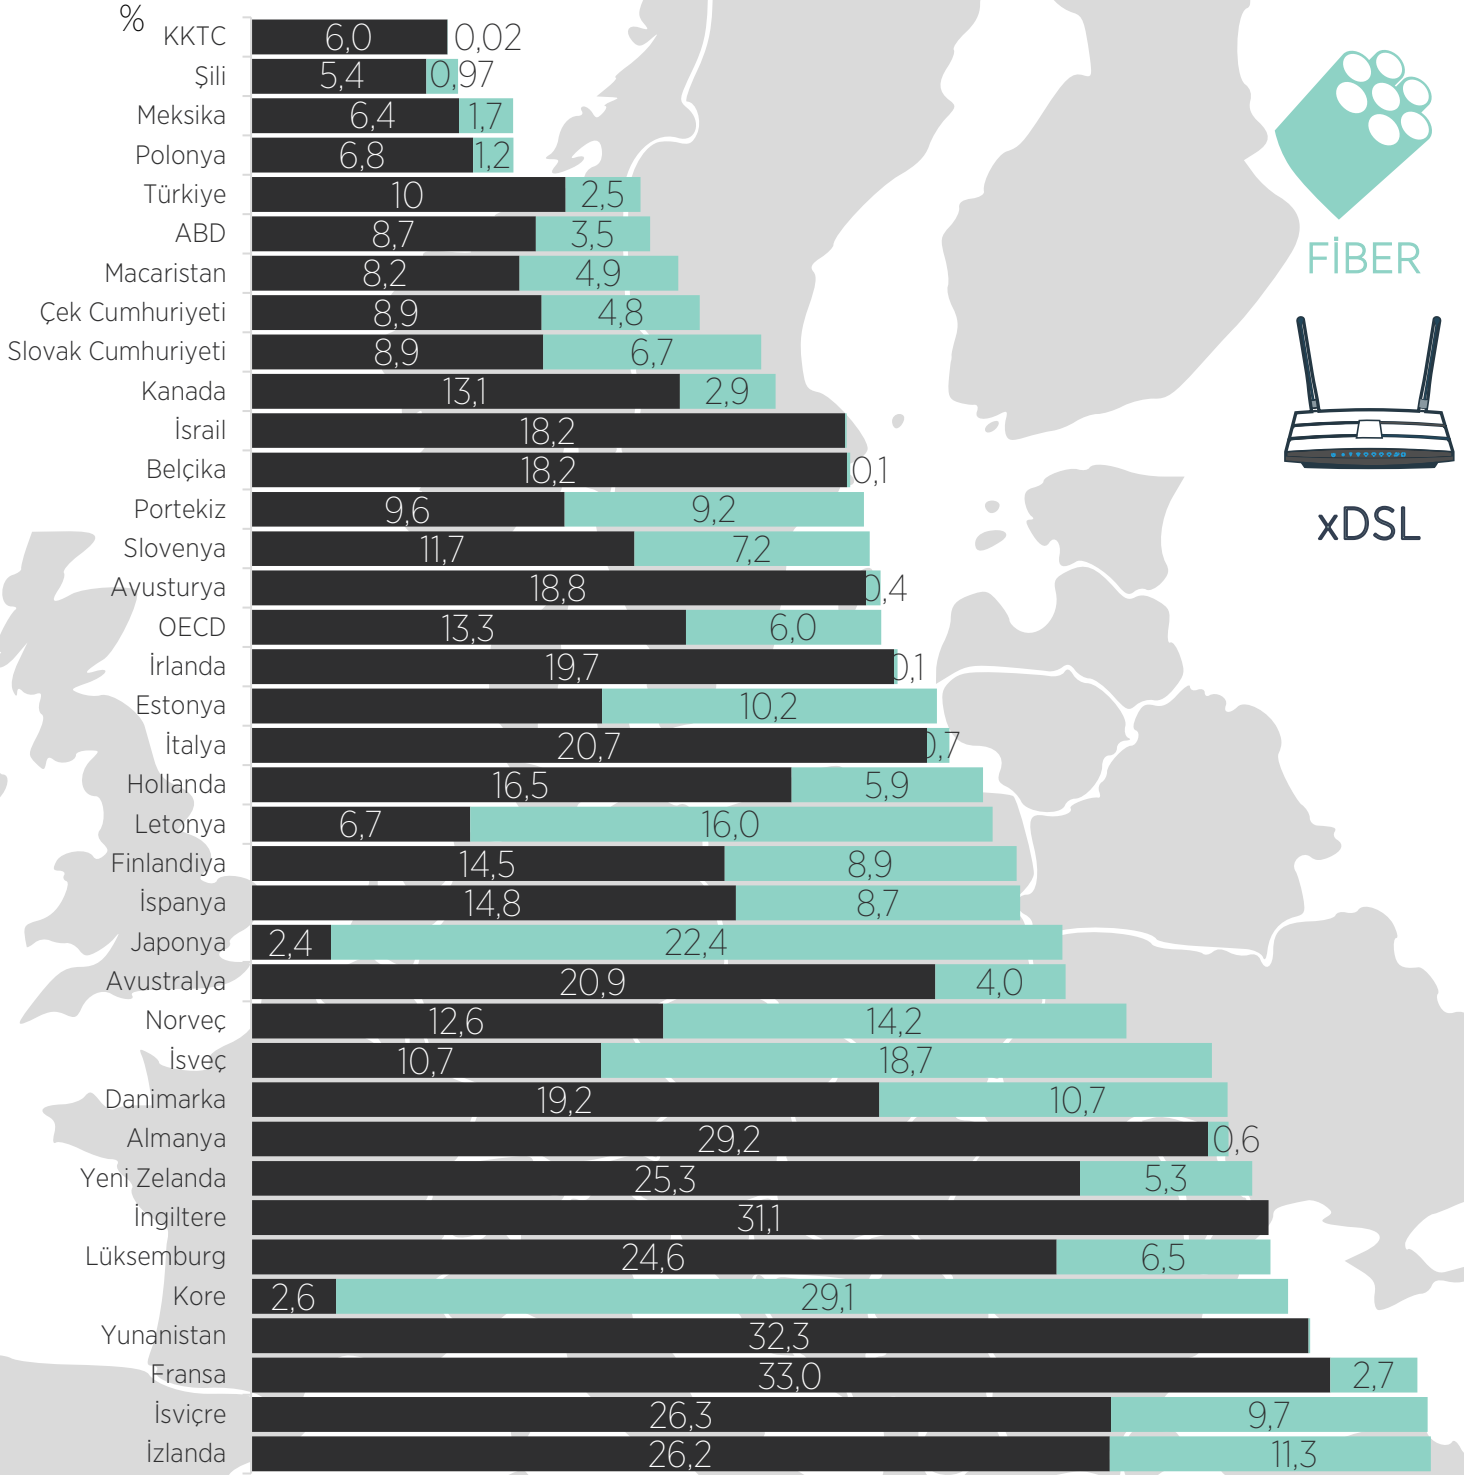 %
KKTC 6,0 0,02
Şili 5,4 0,97
Meksika 6,4 1,7
Polonya 6,8 1,2
Türkiye 10 2,5
ABD 8,7 3,5
Macaristan 8,2 4,9
Çek Cumhuriyeti 8,9 4,8
Slovak Cumhuriyeti 8,9 6,7
Kanada 13,1 2,9
İsrail 18,2
Belçika 18,2 0,1
Portekiz 9,6 9,2
Slovenya 11,7 7,2
Avusturya 18,8 0,4
OECD 13,3 6,0
İrlanda 19,7 0,1
Estonya 10,2
İtalya 20,7 0,7
Hollanda 16,5 5,9
Letonya 6,7 16,0
Finlandiya 14,5 8,9
İspanya 14,8 8,7
Japonya 2,4 22,4
Avustralya 20,9 4,0
Norveç 12,6 14,2
İsveç 10,7 18,7
Danimarka 19,2 10,7
Almanya 29,2 0,6
Yeni Zelanda 25,3 5,3
İngiltere 31,1
Lüksemburg 24,6 6,5
Kore 2,6 29,1
Yunanistan 32,3
Fransa 33,0 2,7
İsviçre 26,3 9,7
İzlanda 26,2 11,3
FİBER
xDSL